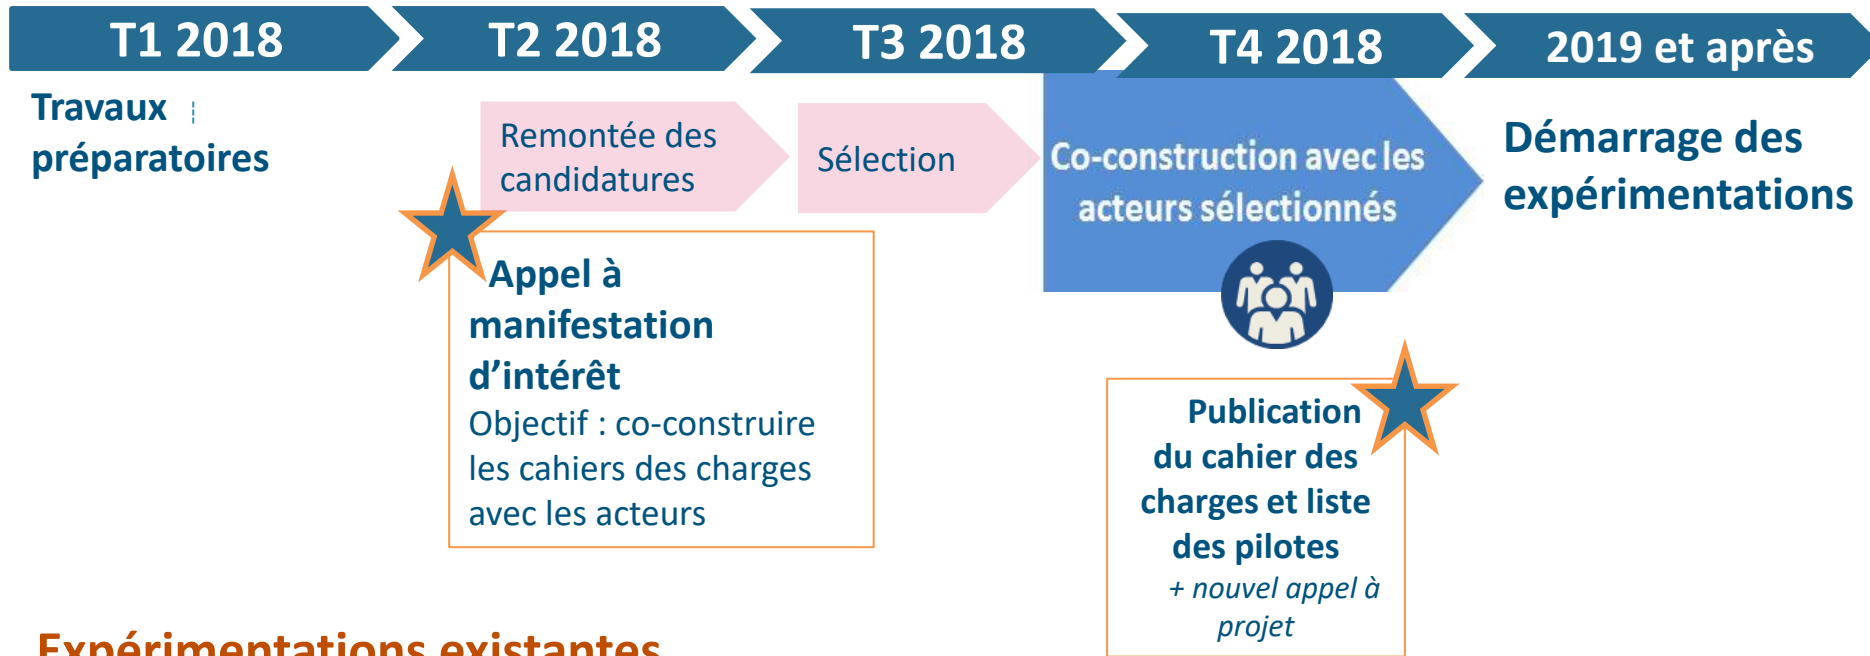 T1 2018
T2 2018
T3 2018
T4 2018
2019 et après
Travaux
préparatoires
Remontée des
candidatures
Sélection
Co-construction avec les
acteurs sélectionnés
Démarrage des
expérimentations
Appel à
manifestation
d’intérêt
Objectif : co-construire
les cahiers des charges
avec les acteurs
Publication
du cahier des
charges et liste
des pilotes
+ nouvel appel à
projet
Expérimentations existantes